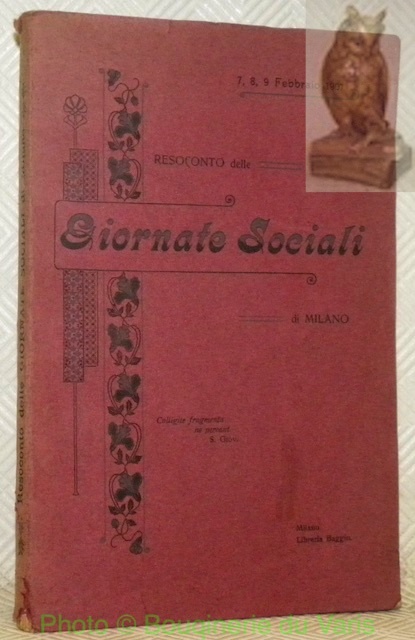 7, 8, 9 Febbraio
RESOCONTO delle
Giornate Sociali
di MILANO
Colligite fragmenta
ne pereant
S. Giov.
Milano
Libreria Baggio
Resoconto delle GIORNATE SOCIALI di
Photo © Bouquinerie du Varis